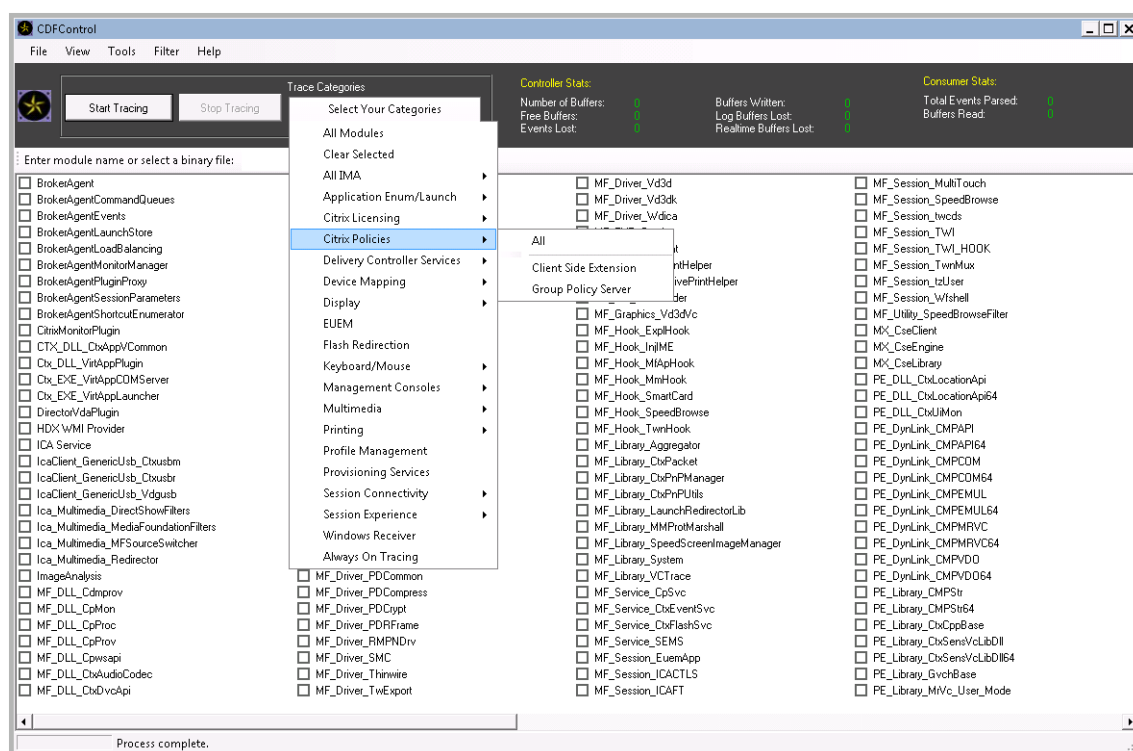 CDFControl
File View Tools Filter Help
Start Tracing
Stop Tracing
Trace Categories
Select Your Categories
Controller Stats:
Number of Buffers: 0
Free Buffers: 0
Events Lost: 0
Buffers Written: 0
Log Buffers Lost: 0
Realtime Buffers Lost: 0
Consumer Stats:
Total Events Parsed: 0
Buffers Read: 0
Enter module name or select a binary file:
All Modules
Clear Selected
All IMA
Application Enum/Launch
Citrix Licensing
Citrix Policies
Delivery Controller Services
Device Mapping
Display
EUEM
Flash Redirection
Keyboard/Mouse
Management Consoles
Multimedia
Printing
Profile Management
Provisioning Services
Session Connectivity
Session Experience
Windows Receiver
Always On Tracing
All
Client Side Extension
Group Policy Server
BrokerAgent
BrokerAgentCommandQueues
BrokerAgentEvents
BrokerAgentLaunchStore
BrokerAgentLoadBalancing
BrokerAgentMonitorManager
BrokerAgentPluginProxy
BrokerAgentSessionParameters
BrokerAgentShortcutEnumerator
CitrixMonitorPlugin
CTX_DLL_CtxAppVCommon
Ctx_DLL_VirtAppPlugin
Ctx_EXE_VirtAppCOMServer
Ctx_EXE_VirtAppLauncher
DirectorVdaPlugin
HDX WMI Provider
ICA Service
IcaClient_GenericUsb_Ctxusbm
IcaClient_GenericUsb_Ctxusbr
IcaClient_GenericUsb_Vdgusb
Ica_Multimedia_DirectShowFilters
Ica_Multimedia_MediaFoundationFilters
Ica_Multimedia_MFSourceSwitcher
Ica_Multimedia_Redirector
ImageAnalysis
MF_DLL_Cdmprov
MF_DLL_CpMon
MF_DLL_CpProc
MF_DLL_CpProv
MF_DLL_Cpwsapi
MF_DLL_CtxAudioCodec
MF_DLL_CtxDvcApi
MF_Driver_PDCommon
MF_Driver_PDCompress
MF_Driver_PDCrypt
MF_Driver_PDRFrame
MF_Driver_RMPNDrv
MF_Driver_SMC
MF_Driver_Thinwire
MF_Driver_TwExport
MF_Driver_Vd3d
MF_Driver_Vd3dk
MF_Driver_Wdica
ntHelper
ivePrintHelper
der
MF_Graphics_Vd3dVc
MF_Hook_ExplHook
MF_Hook_InjIME
MF_Hook_MfApHook
MF_Hook_MmHook
MF_Hook_SmartCard
MF_Hook_SpeedBrowse
MF_Hook_TwnHook
MF_Library_Aggregator
MF_Library_CtxPacket
MF_Library_CtxPnPManager
MF_Library_CtxPnPUtils
MF_Library_LaunchRedirectorLib
MF_Library_MMProtMarshall
MF_Library_SpeedScreenImageManager
MF_Library_System
MF_Library_VCTrace
MF_Service_CpSvc
MF_Service_CtxEventSvc
MF_Service_CtxFlashSvc
MF_Service_SEMS
MF_Session_EuemApp
MF_Session_ICACTLS
MF_Session_ICAFT
MF_Session_MultiTouch
MF_Session_SpeedBrowse
MF_Session_twcds
MF_Session_TWI
MF_Session_TWI_HOOK
MF_Session_TwnMux
MF_Session_tzUser
MF_Session_Wfshell
MF_Utility_SpeedBrowseFilter
MX_CseClient
MX_CseEngine
MX_CseLibrary
PE_DLL_CtxLocationApi
PE_DLL_CtxLocationApi64
PE_DLL_CtxUiMon
PE_DynLink_CMPAPI
PE_DynLink_CMPAPI64
PE_DynLink_CMPCOM
PE_DynLink_CMPCOM64
PE_DynLink_CMPEMUL
PE_DynLink_CMPEMUL64
PE_DynLink_CMPMRVC
PE_DynLink_CMPMRVC64
PE_DynLink_CMPVDO
PE_DynLink_CMPVDO64
PE_Library_CMPStr
PE_Library_CMPStr64
PE_Library_CtxCppBase
PE_Library_CtxSensVcLibDll
PE_Library_CtxSensVcLibDll64
PE_Library_GvchBase
PE_Library_MrVc_User_Mode
Process complete.